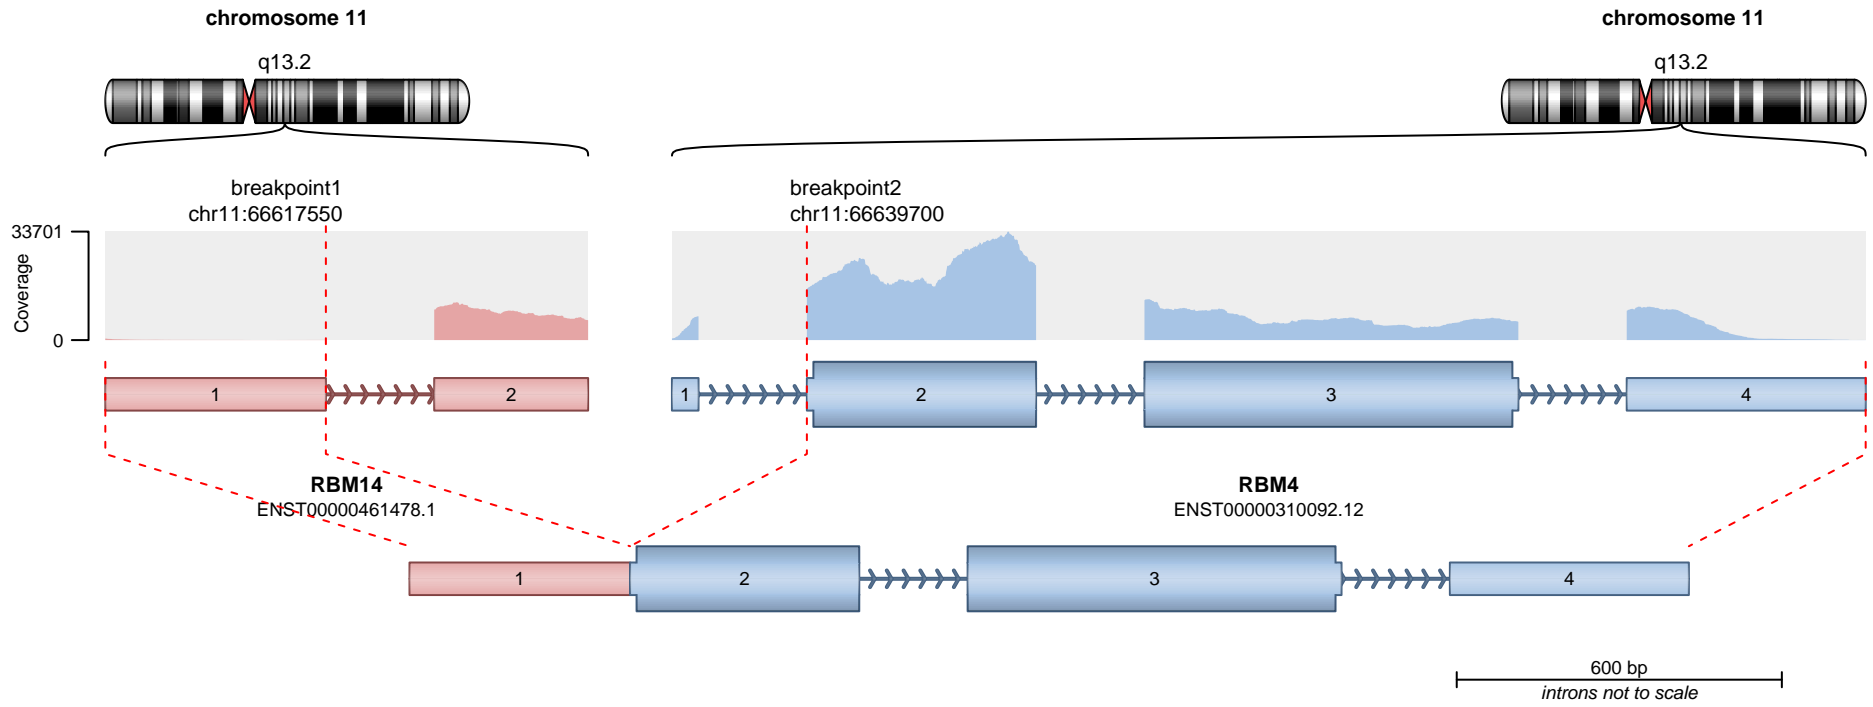 chromosome 11
chromosome 11
q13.2
q13.2
breakpoint1
chr11:66617550
breakpoint2
chr11:66639700
33701
Coverage
0
1
2
1
2
3
4
RBM14
ENST00000461478.1
RBM4
ENST00000310092.12
1
2
3
4
600 bp
introns not to scale